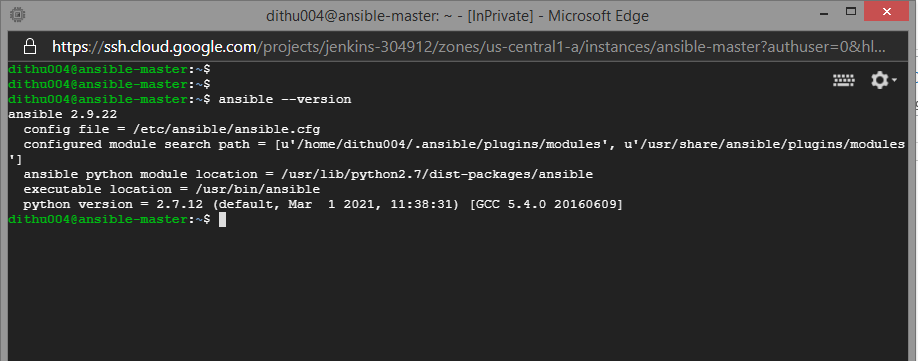 dithu004@ansible-master: ~ - [InPrivate] - Microsoft Edge
https://ssh.cloud.google.com/projects/jenkins-304912/zones/us-central1-a/instances/ansible-master?authuser=0&hl...
dithu004@ansible-master:~$
dithu004@ansible-master:~$
dithu004@ansible-master:~$ ansible --version
ansible 2.9.22
  config file = /etc/ansible/ansible.cfg
  configured module search path = [u'/home/dithu004/.ansible/plugins/modules', u'/usr/share/ansible/plugins/modules
']
  ansible python module location = /usr/lib/python2.7/dist-packages/ansible
  executable location = /usr/bin/ansible
  python version = 2.7.12 (default, Mar  1 2021, 11:38:31) [GCC 5.4.0 20160609]
dithu004@ansible-master:~$